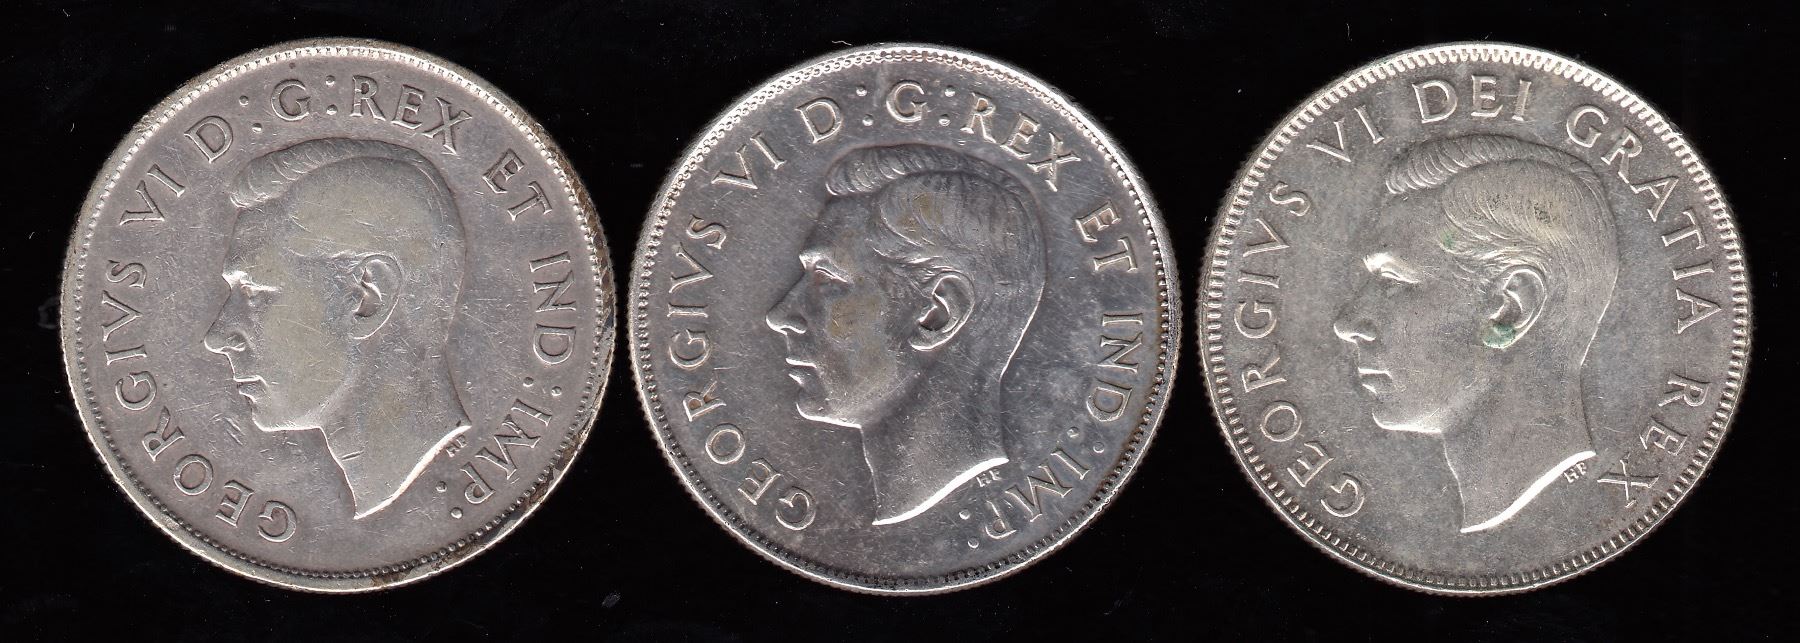 GEORGIVS VI D:G:REX ET IND:IMP:
HP
GEORGIVS VI D:G:REX ET IND:IMP:
HP
GEORGIVS VI DEI GRATIA REX
HP